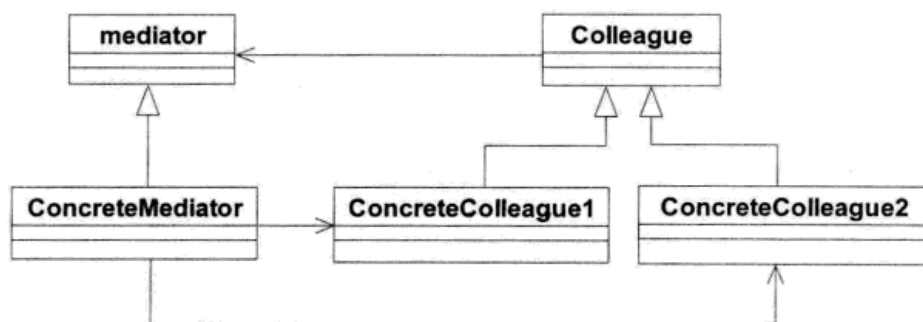 mediator
Colleague
ConcreteMediator
ConcreteColleague1
ConcreteColleague2